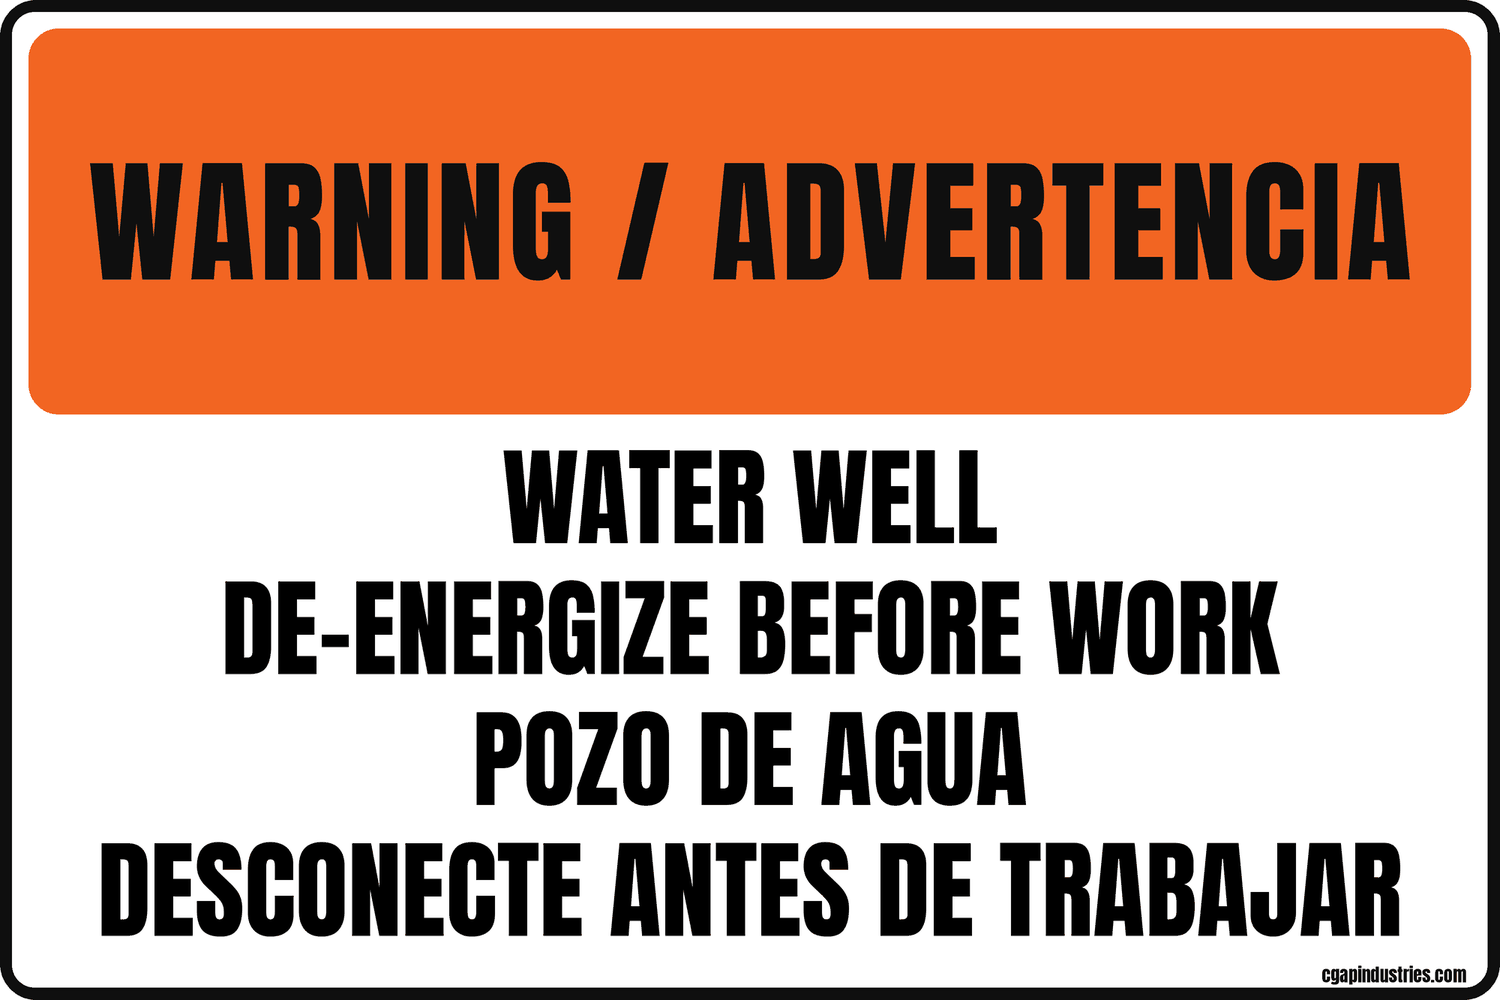 WARNING / ADVERTENCIA
WATER WELL
DE-ENERGIZE BEFORE WORK
POZO DE AGUA
DESCONECTE ANTES DE TRABAJAR
cgapindustries.com